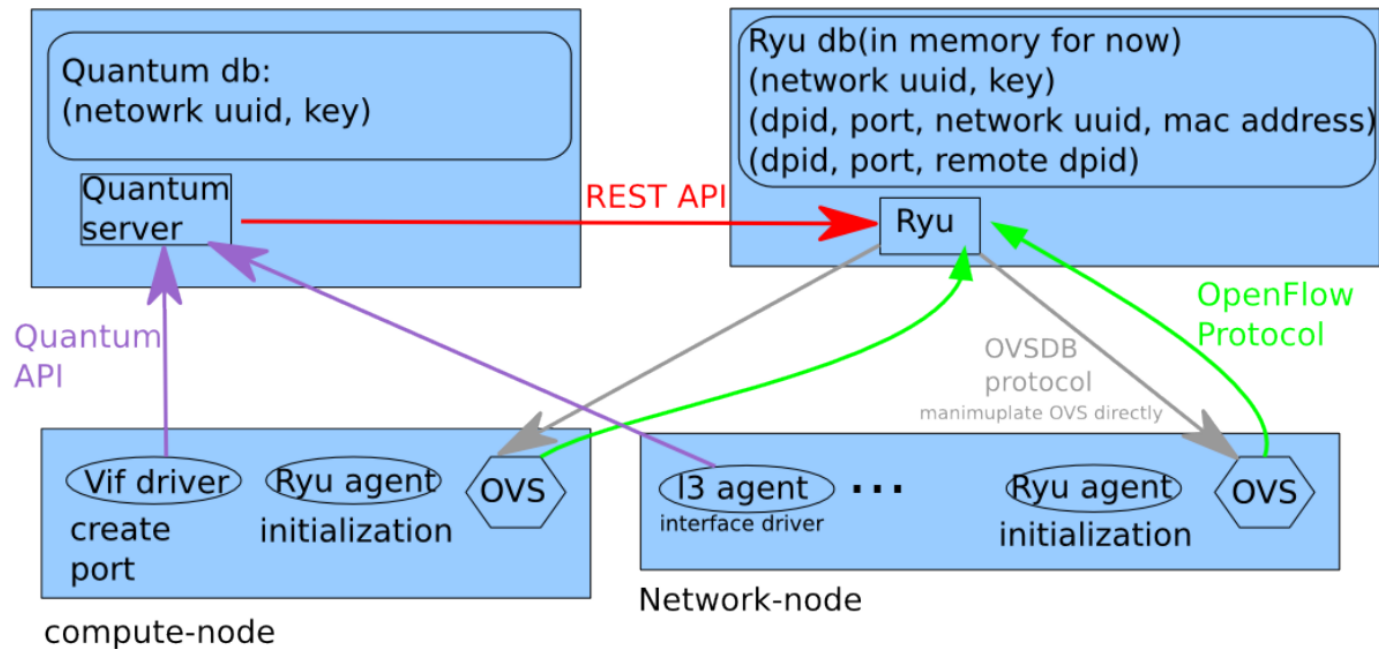 Quantum db:
(netowrk uuid, key)
Quantum
server
REST API
Ryu db(in memory for now)
(network uuid, key)
(dpid, port, network uuid, mac address)
(dpid, port, remote dpid)
Ryu
Quantum
API
OVSDB
protocol
manimuplate OVS directly
OpenFlow
Protocol
Vif driver
create
port
Ryu agent
initialization
OVS
compute-node
l3 agent
interface driver
...
Ryu agent
initialization
OVS
Network-node